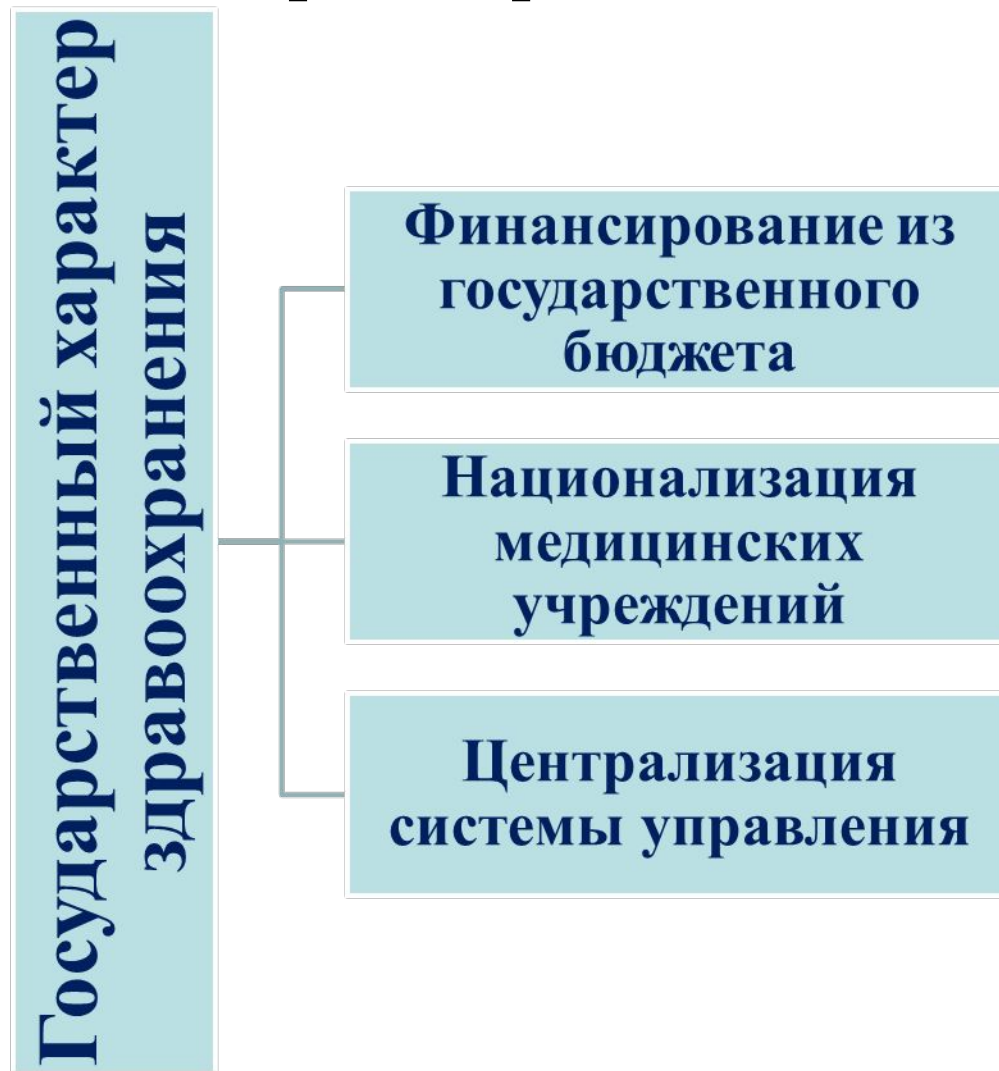 Государственный характер
здравоохранения
Финансирование из
государственного
бюджета
Национализация
медицинских
учреждений
Централизация
системы управления